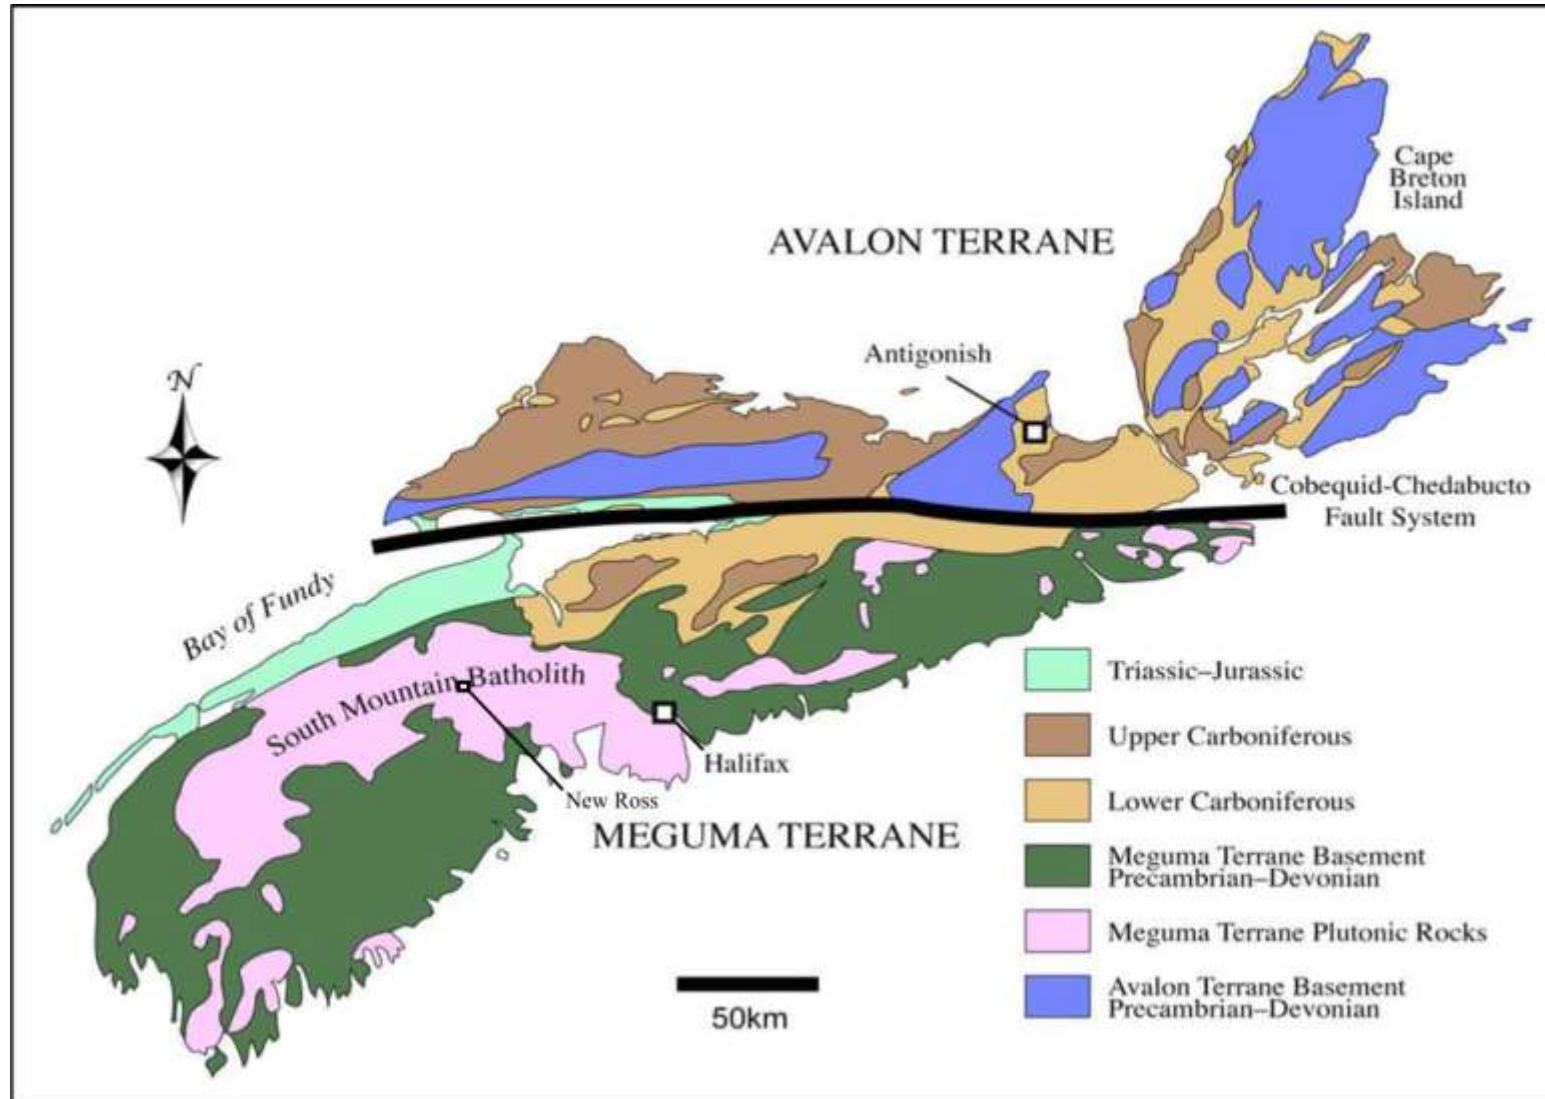 Cape
Breton
Island
AVALON TERRANE
Antigonish
N
Cobequid-Chedabucto
Fault System
Bay of Fundy
South Mountain Batholith
Halifax
New Ross
MEGUMA TERRANE
50km
Triassic–Jurassic
Upper Carboniferous
Lower Carboniferous
Meguma Terrane Basement
Precambrian–Devonian
Meguma Terrane Plutonic Rocks
Avalon Terrane Basement
Precambrian–Devonian